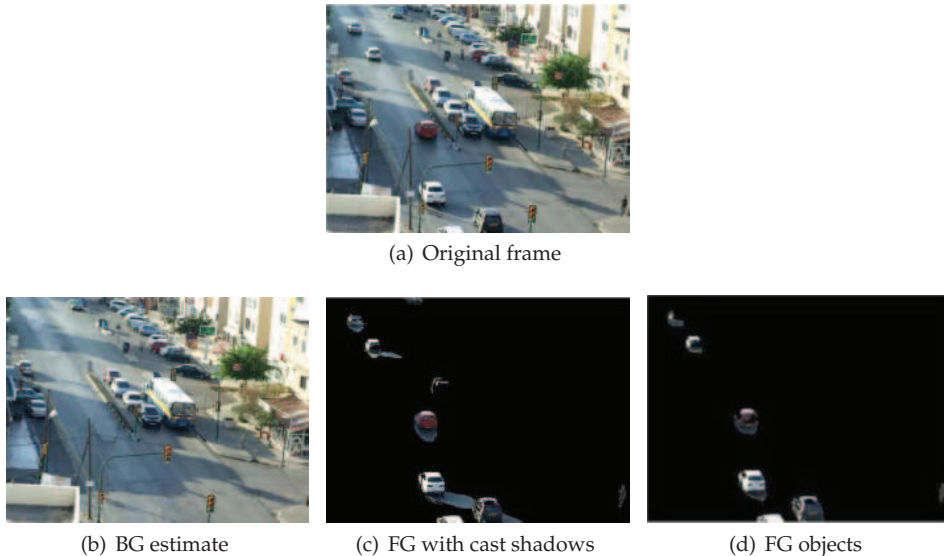 (a) Original frame
(b) BG estimate
(c) FG with cast shadows
(d) FG objects